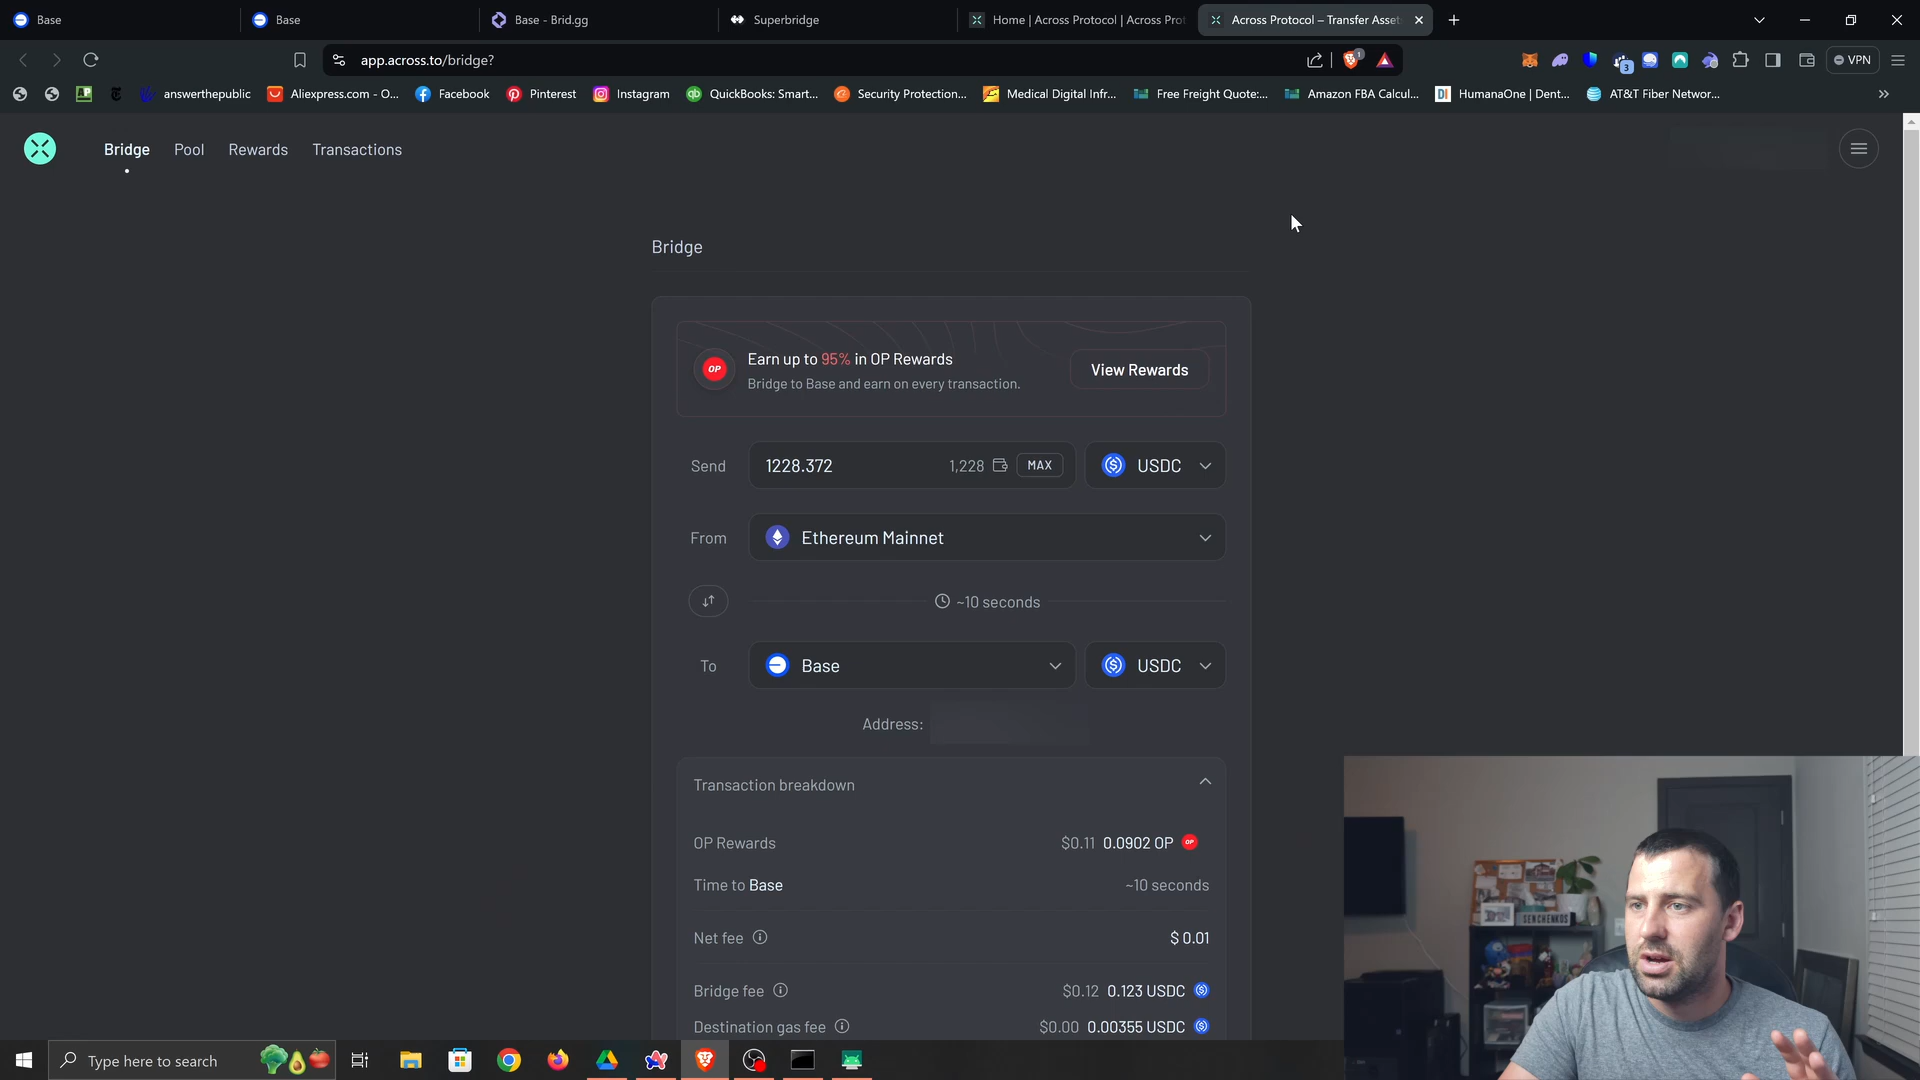 Base
Base
Base - Brid.gg
Superbridge
Home | Across Protocol | Across Prot
Across Protocol – Transfer Asset
app.across.to/bridge?
1
3
VPN
answerthepublic
Aliexpress.com - O...
Facebook
Pinterest
Instagram
QuickBooks: Smart...
Security Protection...
Medical Digital Infr...
Free Freight Quote:...
Amazon FBA Calcul...
DI
HumanaOne | Dent...
AT&T Fiber Networ...
Bridge
Pool
Rewards
Transactions
Bridge
OP
Earn up to 95% in OP Rewards
Bridge to Base and earn on every transaction.
View Rewards
Send
1228.372
1,228
MAX
USDC
From
Ethereum Mainnet
~10 seconds
To
Base
USDC
Address:
Transaction breakdown
OP Rewards
$0.11 0.0902 OP
Time to Base
~10 seconds
Net fee
$ 0.01
Bridge fee
$0.12 0.123 USDC
Destination gas fee
$0.00 0.00355 USDC
SENCHENKOS
Type here to search